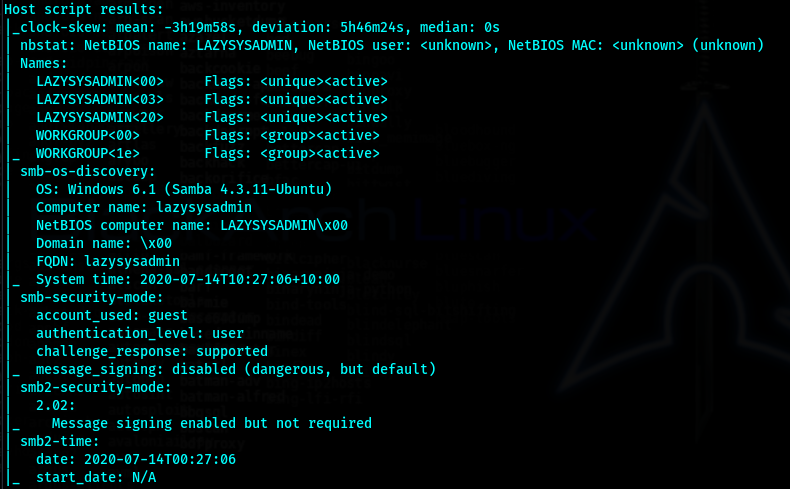 Host script results:
|_clock-skew: mean: -3h19m58s, deviation: 5h46m24s, median: 0s
| nbstat: NetBIOS name: LAZYSYSADMIN, NetBIOS user: <unknown>, NetBIOS MAC: <unknown> (unknown)
| Names:
|   LAZYSYSADMIN<00>     Flags: <unique><active>
|   LAZYSYSADMIN<03>     Flags: <unique><active>
|   LAZYSYSADMIN<20>     Flags: <unique><active>
|   WORKGROUP<00>        Flags: <group><active>
|_  WORKGROUP<1e>        Flags: <group><active>
| smb-os-discovery:
|   OS: Windows 6.1 (Samba 4.3.11-Ubuntu)
|   Computer name: lazysysadmin
|   NetBIOS computer name: LAZYSYSADMIN\x00
|   Domain name: \x00
|   FQDN: lazysysadmin
|_  System time: 2020-07-14T10:27:06+10:00
| smb-security-mode:
|   account_used: guest
|   authentication_level: user
|   challenge_response: supported
|_  message_signing: disabled (dangerous, but default)
| smb2-security-mode:
|   2.02:
|_    Message signing enabled but not required
| smb2-time:
|   date: 2020-07-14T00:27:06
|_  start_date: N/A
Linux